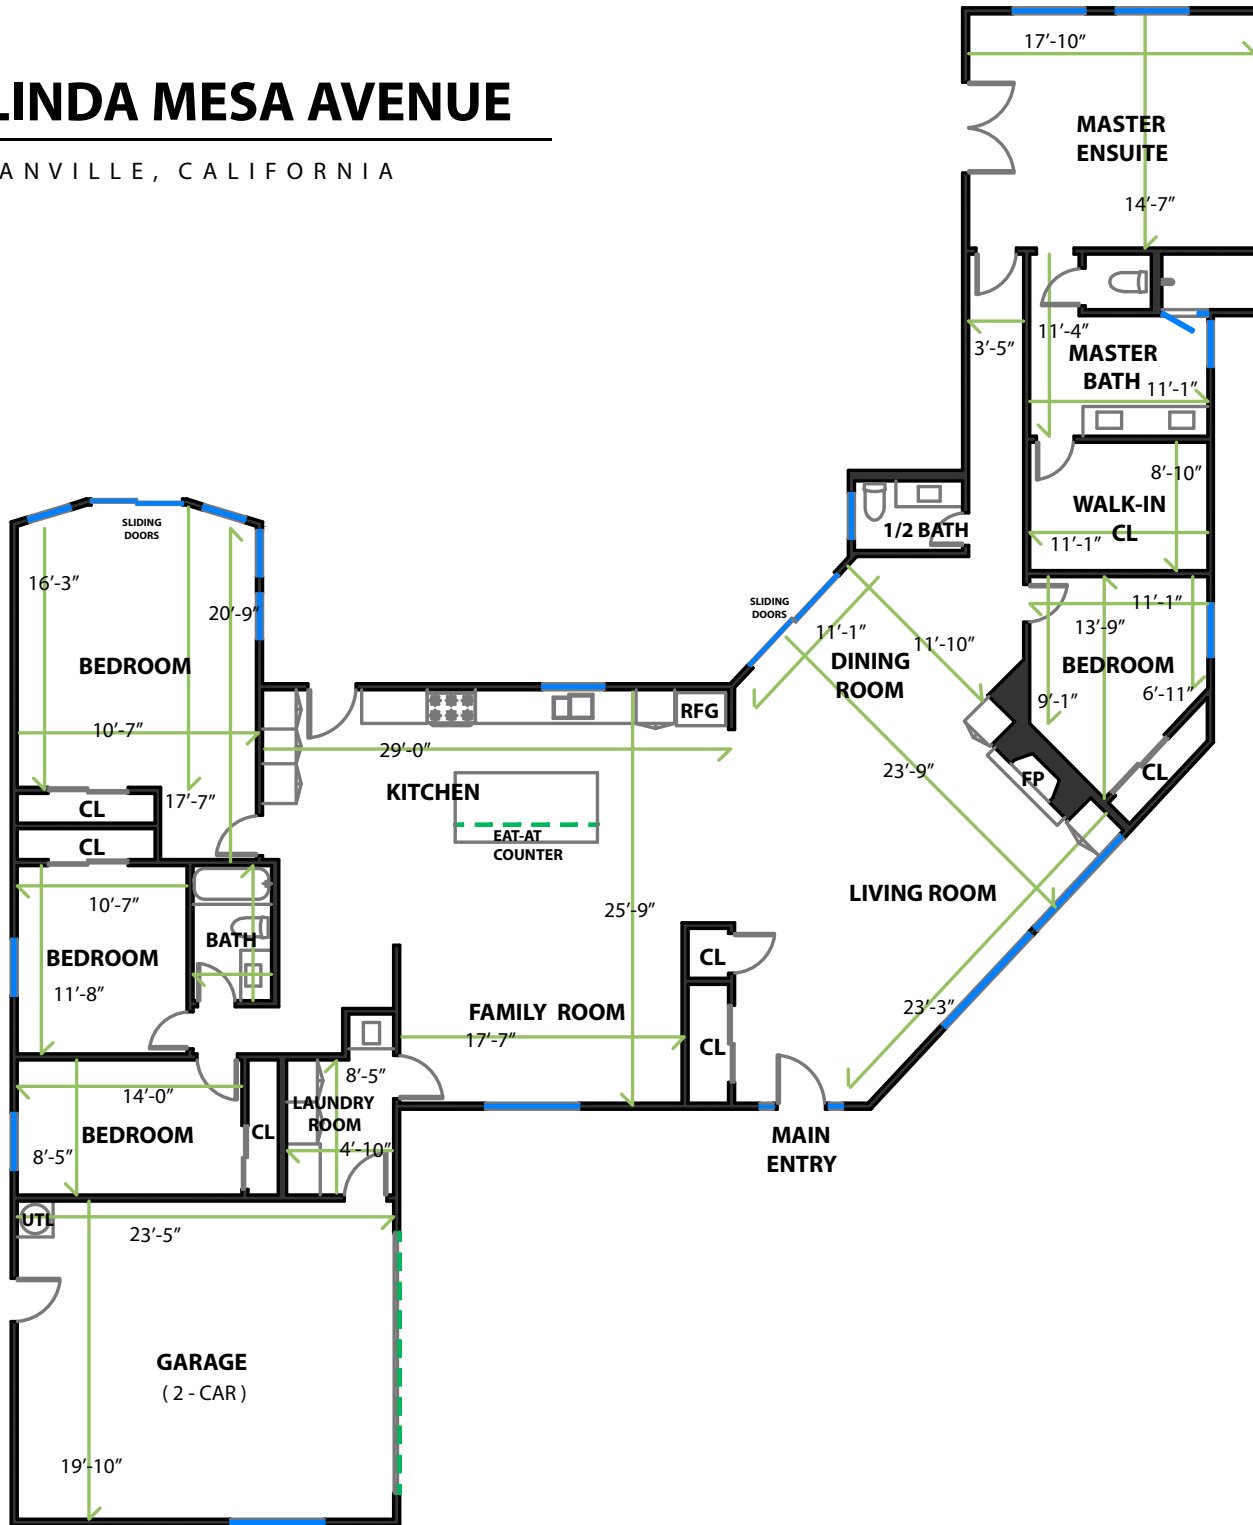 LINDA MESA AVENUE
ANVILLE, CALIFORNIA
17'-10"
MASTER
ENSUITE
14'-7"
11'-4"
3'-5"
MASTER
BATH
11'-1"
8'-10"
WALK-IN
CL
11'-1"
1/2 BATH
SLIDING
DOORS
16'-3"
20'-9"
BEDROOM
10'-7"
17'-7"
CL
CL
SLIDING
DOORS
11'-1"
11'-10"
DINING
ROOM
11'-1"
13'-9"
BEDROOM
6'-11"
9'-1"
CL
FP
RFG
29'-0"
KITCHEN
EAT-AT
COUNTER
23'-9"
LIVING ROOM
25'-9"
10'-7"
BEDROOM
11'-8"
BATH
CL
CL
FAMILY ROOM
17'-7"
23'-3"
8'-5"
LAUNDRY
ROOM
4'-10"
14'-0"
BEDROOM
8'-5"
CL
MAIN
ENTRY
UTL
23'-5"
GARAGE
( 2 - CAR )
19'-10"